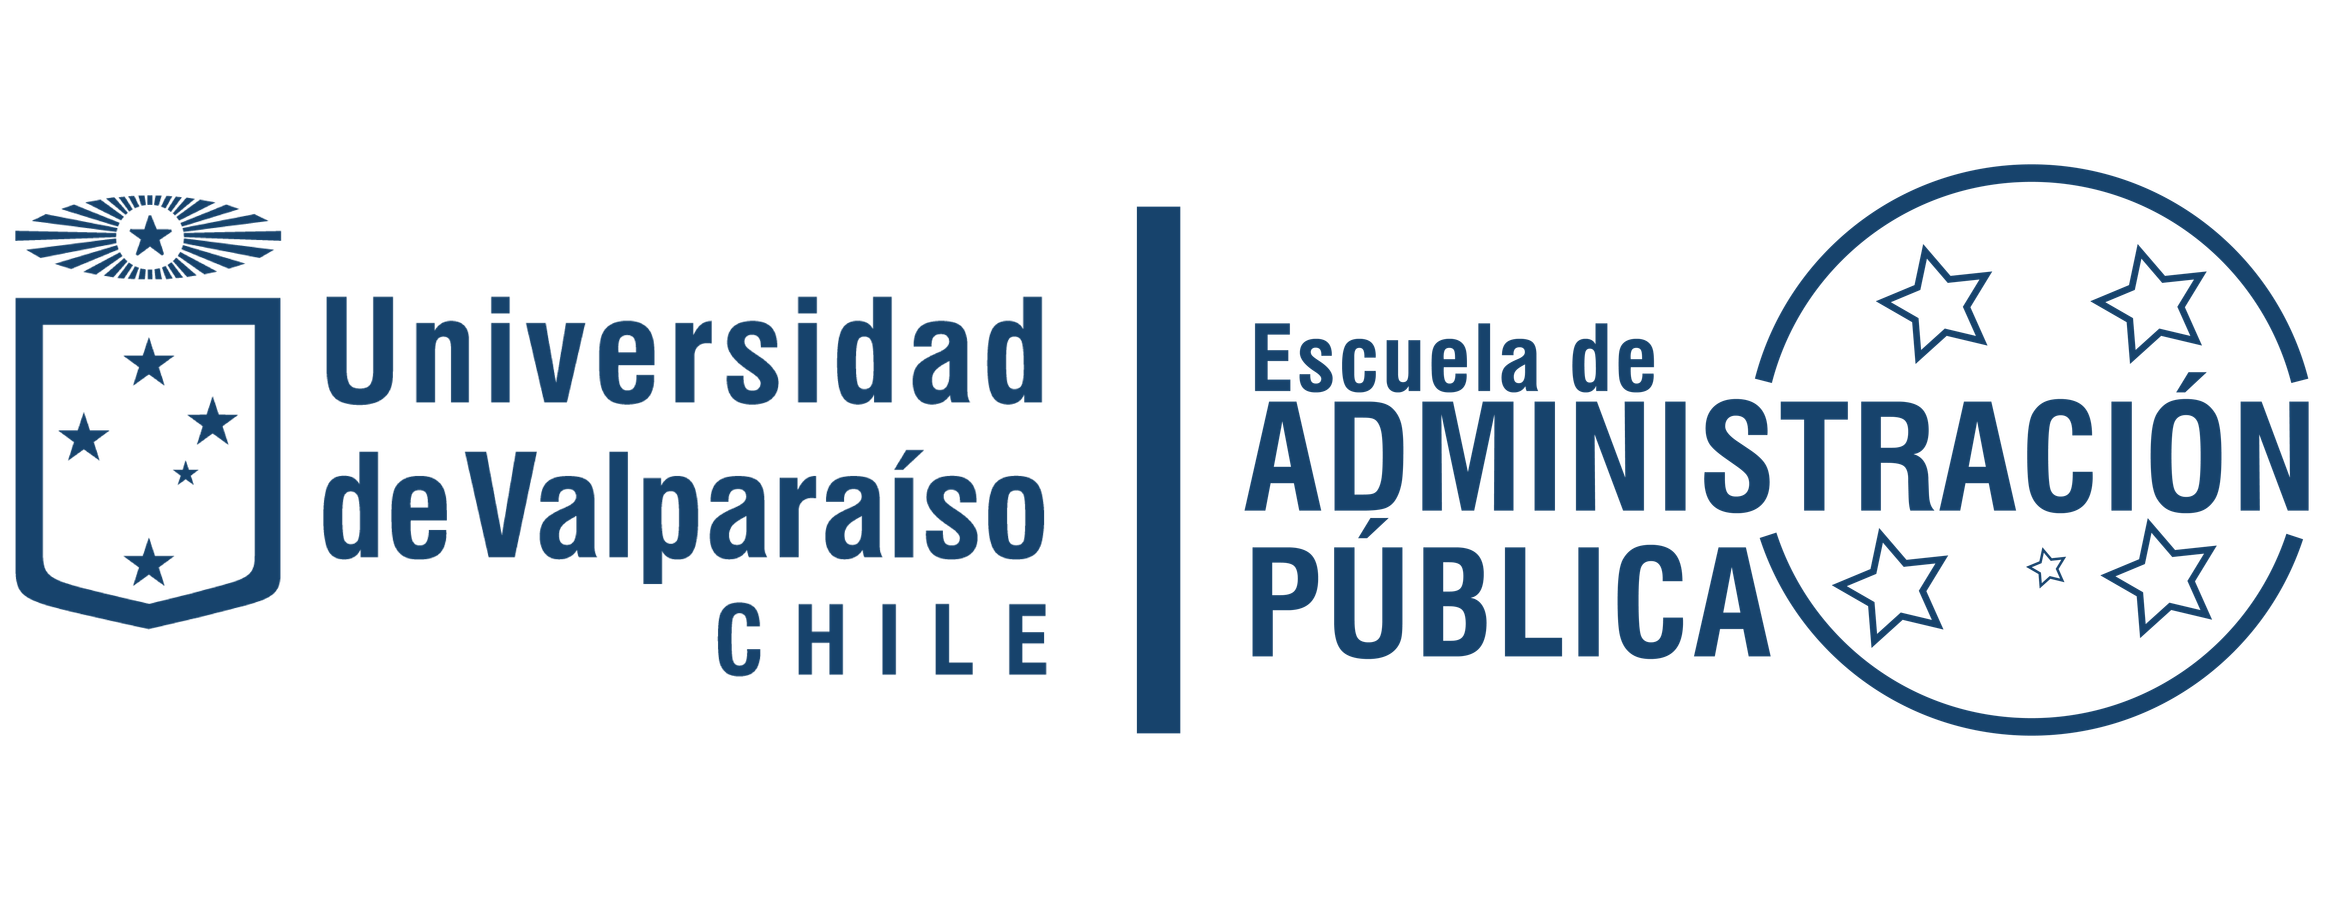 Universidad
de Valparaíso
CHILE
Escuela de
ADMINISTRACIÓN
PÚBLICA